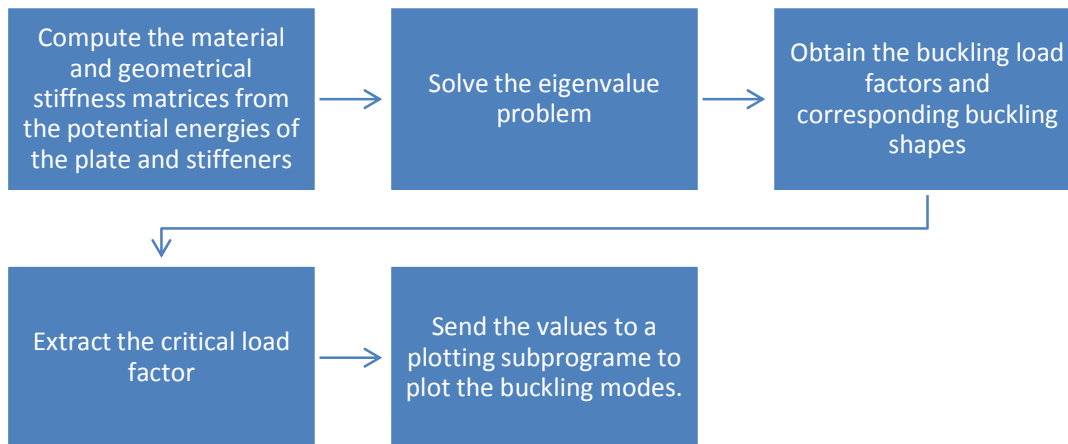 Compute the material
and geometrical
stiffness matrices from
the potential energies of
the plate and stiffeners
Solve the eigenvalue
problem
Obtain the buckling load
factors and
corresponding buckling
shapes
Extract the critical load
factor
Send the values to a
plotting subprograme to
plot the buckling modes.